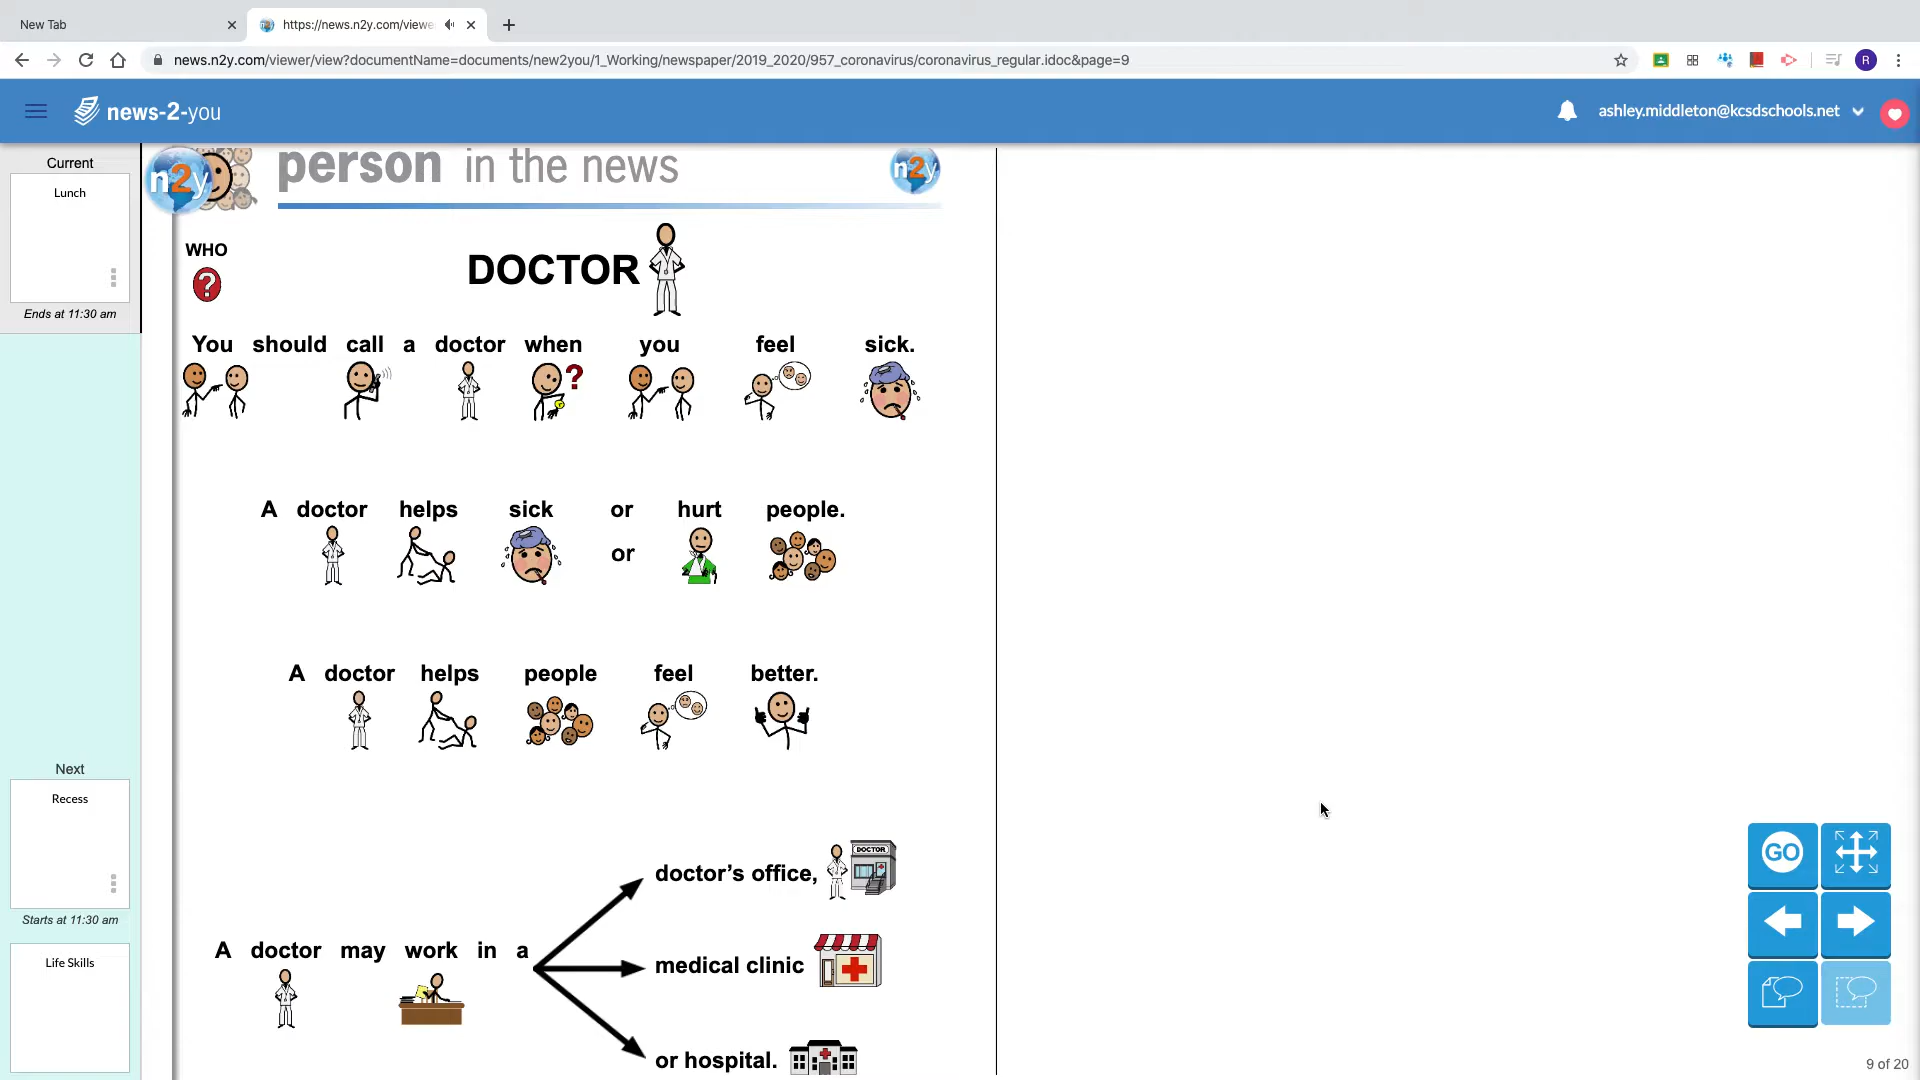 New Tab
https://news.n2y.com/viewe
news.n2y.com/viewer/view?documentName=documents/new2you/1_Working/newspaper/2019_2020/957_coronavirus/coronavirus_regular.idoc&page=9
R
news-2-you
ashley.middleton@kcsdschools.net
Current
Lunch
Ends at 11:30 am
Next
Recess
Starts at 11:30 am
Life Skills
n2y
person in the news
n2y
WHO
?
DOCTOR
You should call a doctor when you feel sick.
?
A doctor helps sick or hurt people.
or
A doctor helps people feel better.
doctor's office,
DOCTOR
A doctor may work in a
medical clinic
or hospital.
GO
9 of 20